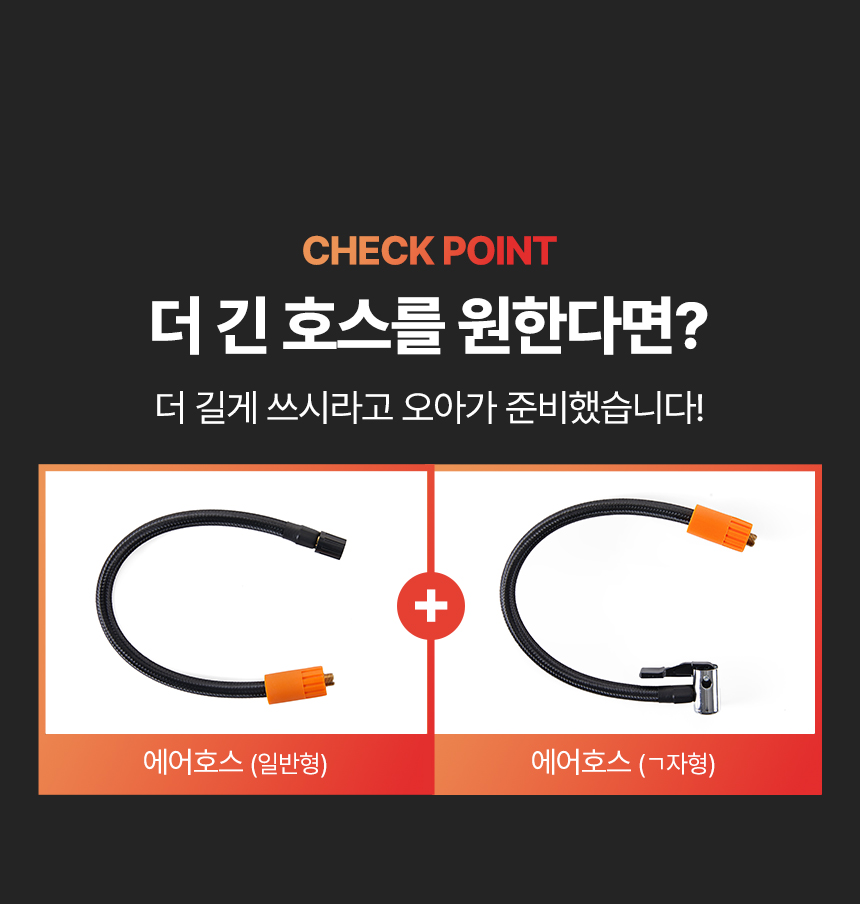 CHECK POINT
더 긴 호스를 원한다면?
더 길게 쓰시라고 오아가 준비했습니다!
에어호스 (일반형)
에어호스 (ㄱ자형)